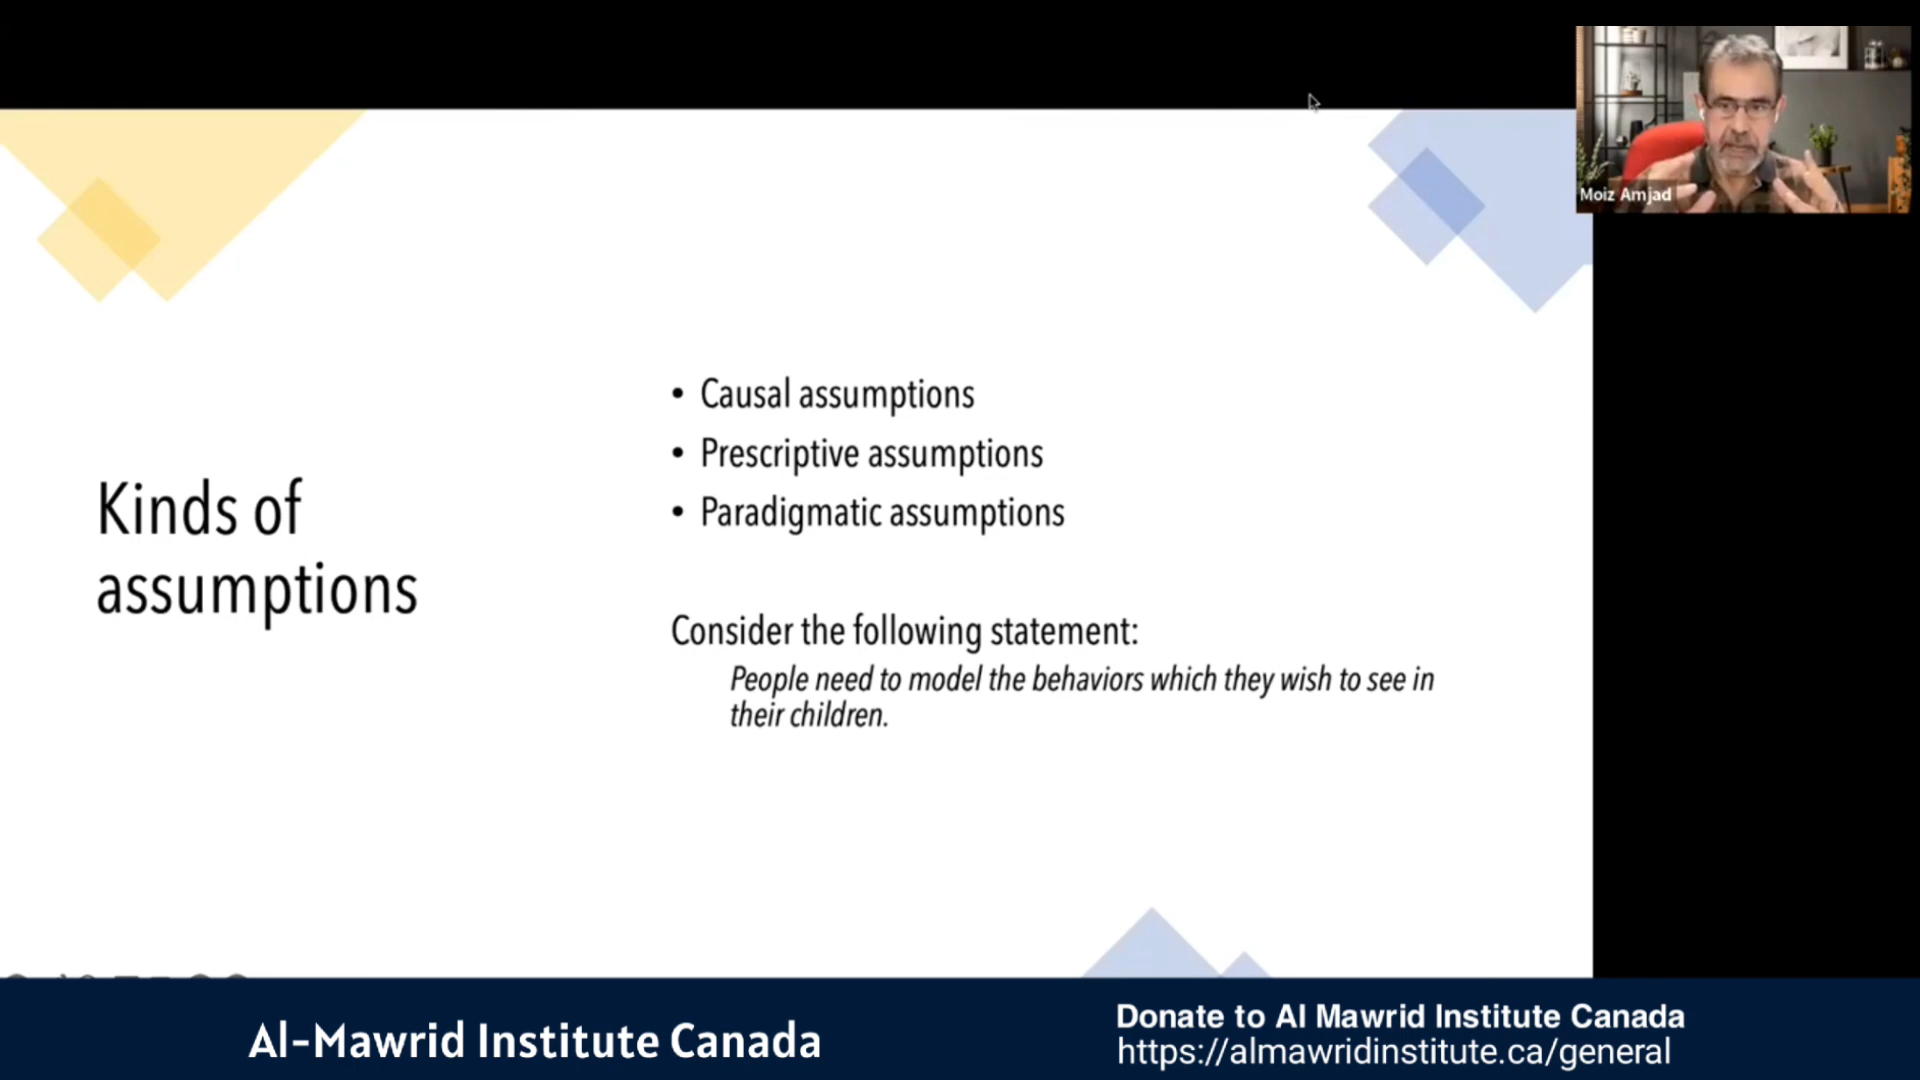 Moiz Amjad
Kinds of
assumptions
• Causal assumptions
• Prescriptive assumptions
• Paradigmatic assumptions
Consider the following statement:
People need to model the behaviors which they wish to see in
their children.
Al-Mawrid Institute Canada
Donate to Al Mawrid Institute Canada
https://almawridinstitute.ca/general